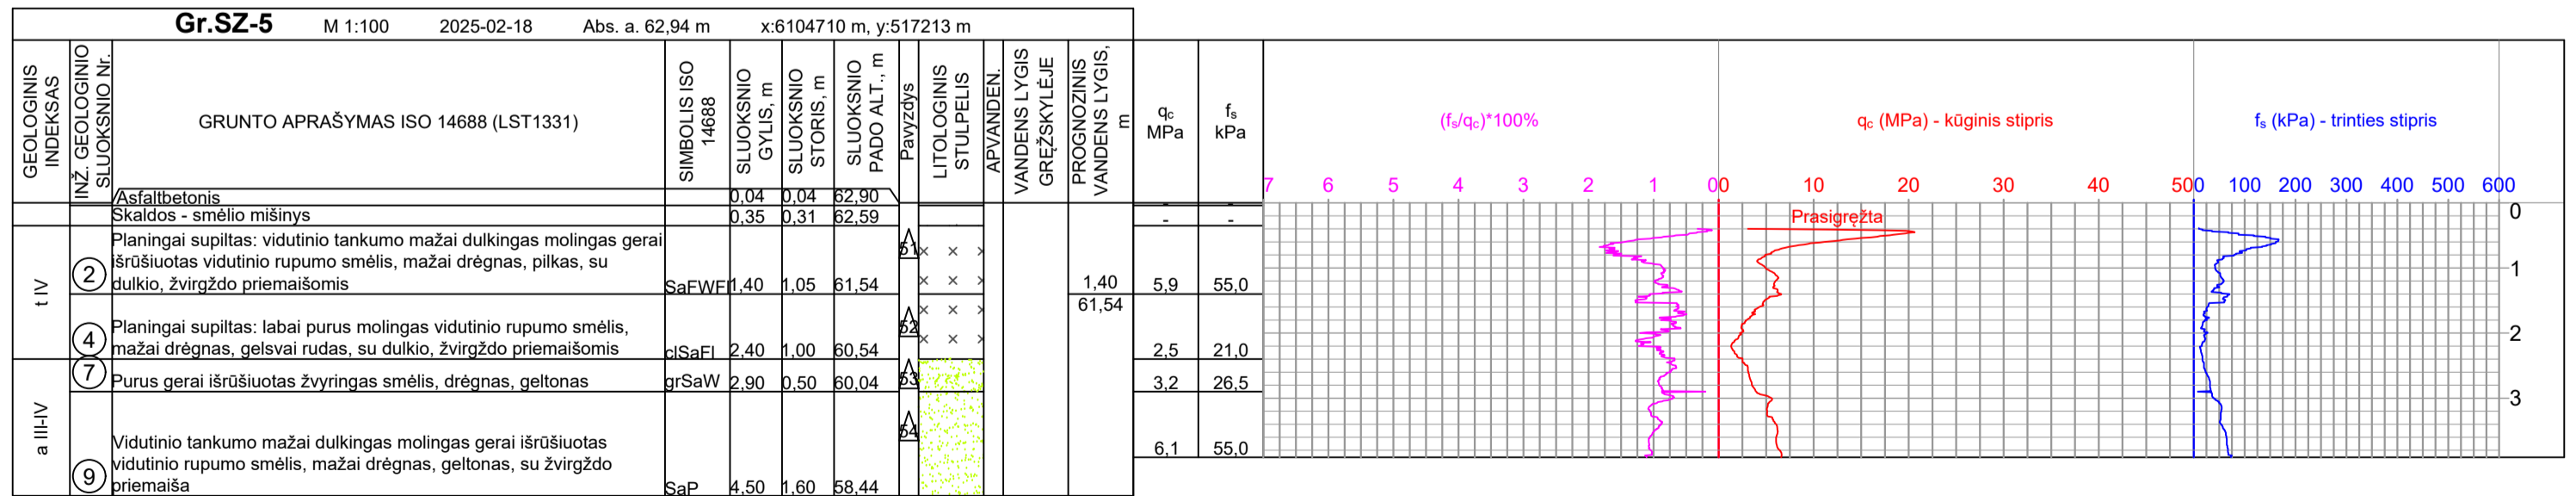 Gr.SZ-5 M 1:100 2025-02-18 Abs. a. 62,94 m x:6104710 m, y:517213 m
GEOLOGINIS
INDEKSAS
INŽ. GEOLOGINIO
SLUOKSNIO Nr.
GRUNTO APRAŠYMAS ISO 14688 (LST1331)
SIMBOLIS ISO
14688
SLUOKSNIO
GYLIS, m
SLUOKSNIO
STORIS, m
SLUOKSNIO
PADO ALT., m
Pavyzdys
LITOLOGINIS
STULPELIS
APVANDEN.
VANDENS LYGIS
GRĘŽSKYLĖJE
PROGNOZINIS
VANDENS LYGIS,
m
qc
MPa
fs
kPa
(fs/qc)*100%
qc (MPa) - kūginis stipris
fs (kPa) - trinties stipris
7 6 5 4 3 2 1 0
0 10 20 30 40 50
0 100 200 300 400 500 600
Asfaltbetonis 0,04 0,04 62,90 - -
Skaldos - smėlio mišinys 0,35 0,31 62,59 - -
Prasigręžta
0
t IV
2
Planingai supiltas: vidutinio tankumo mažai dulkingas molingas gerai
išrūšiuotas vidutinio rupumo smėlis, mažai drėgnas, pilkas, su
dulkio, žvirgždo priemaišomis
SaFWFI 1,40 1,05 61,54 51 1,40 5,9 55,0
61,54
1
4
Planingai supiltas: labai purus molingas vidutinio rupumo smėlis,
mažai drėgnas, gelsvai rudas, su dulkio, žvirgždo priemaišomis
clSaFI 2,40 1,00 60,54 52 2,5 21,0
2
a III-IV
7
Purus gerai išrūšiuotas žvyringas smėlis, drėgnas, geltonas
grSaW 2,90 0,50 60,04 53 3,2 26,5
3
9
Vidutinio tankumo mažai dulkingas molingas gerai išrūšiuotas
vidutinio rupumo smėlis, mažai drėgnas, geltonas, su žvirgždo
priemaiša
SaP 4,50 1,60 58,44 54 6,1 55,0